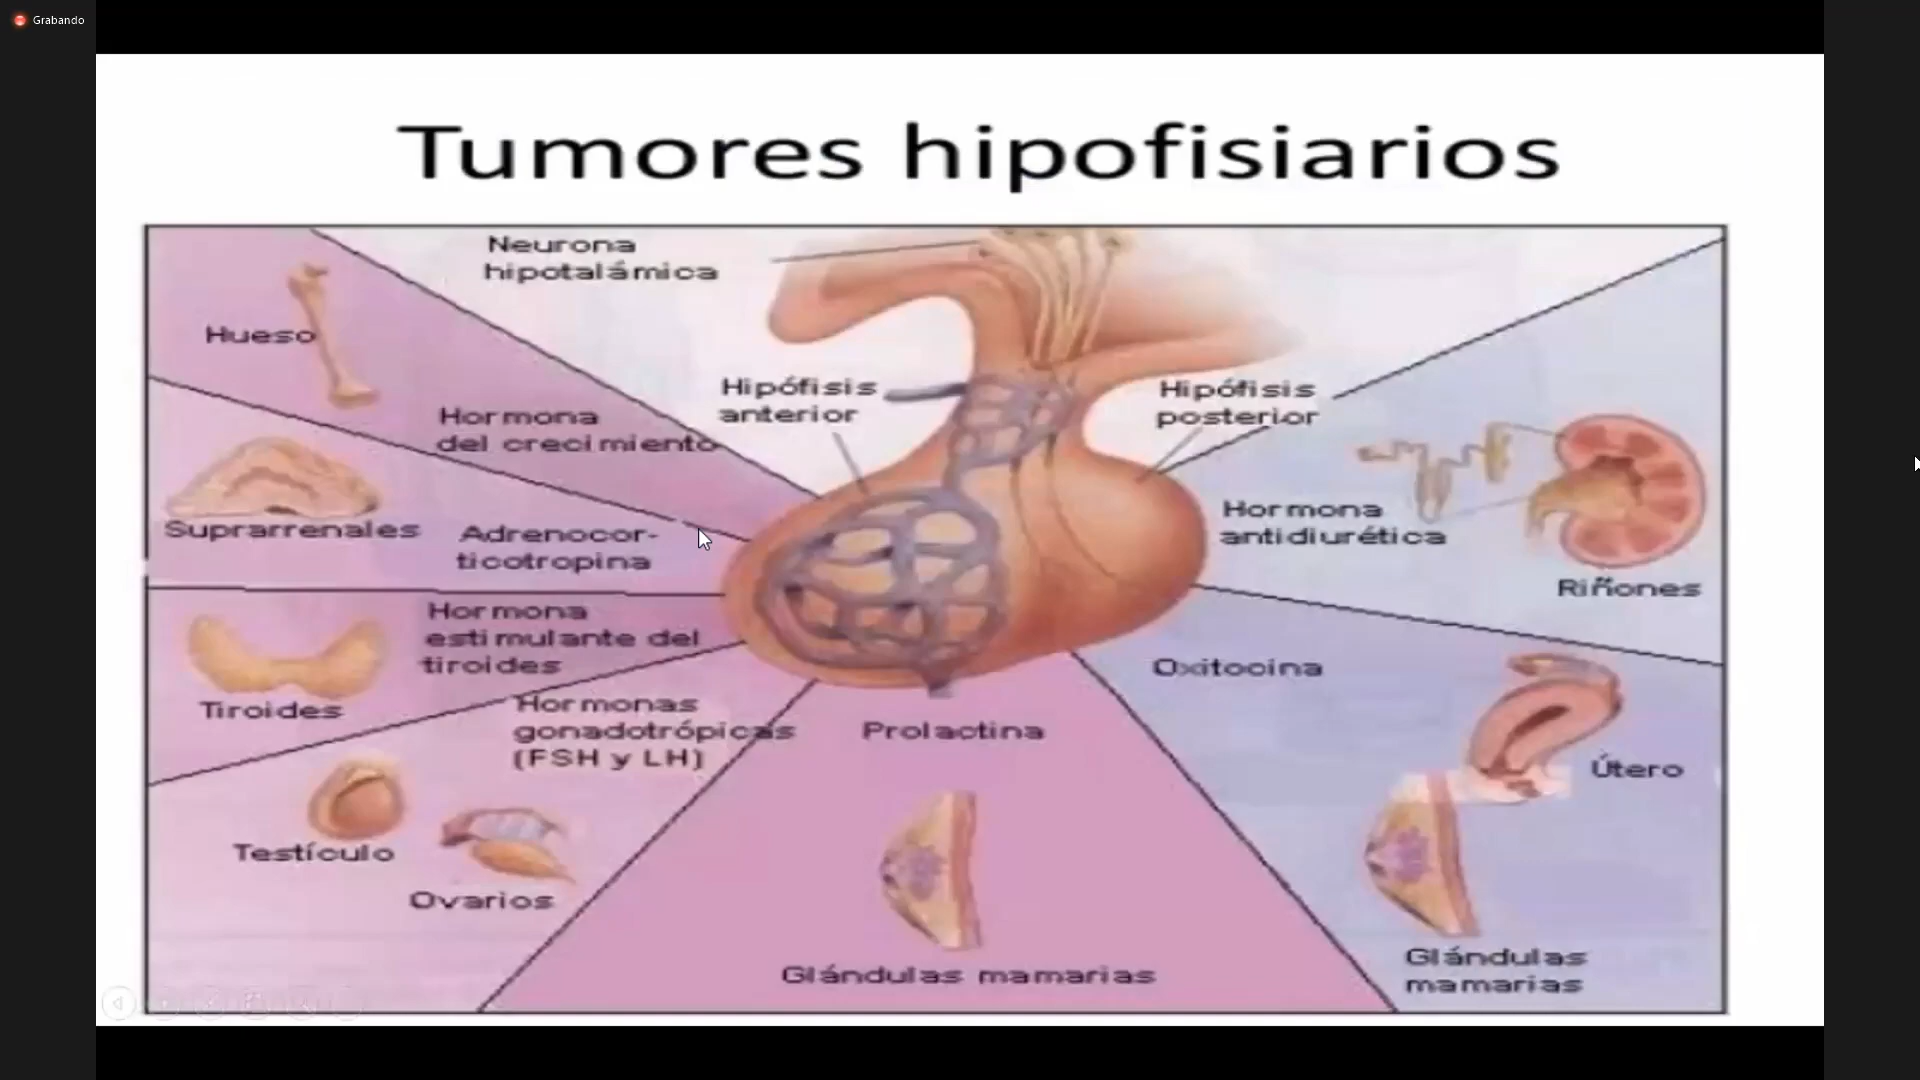 Grabando
Tumores hipofisiarios
Neurona
hipotalámica
Hueso
Hormona
del crecimiento
Hipófisis
anterior
Hipófisis
posterior
Suprarrenales
Adrenocor-
ticotropina
Hormona
antidiurética
Riñones
Hormona
estimulante del
tiroides
Tiroides
Hormonas
gonadotrópicas
(FSH y LH)
Testículo
Ovarios
Prolactina
Glándulas mamarias
Oxitocina
Útero
Glándulas
mamarias